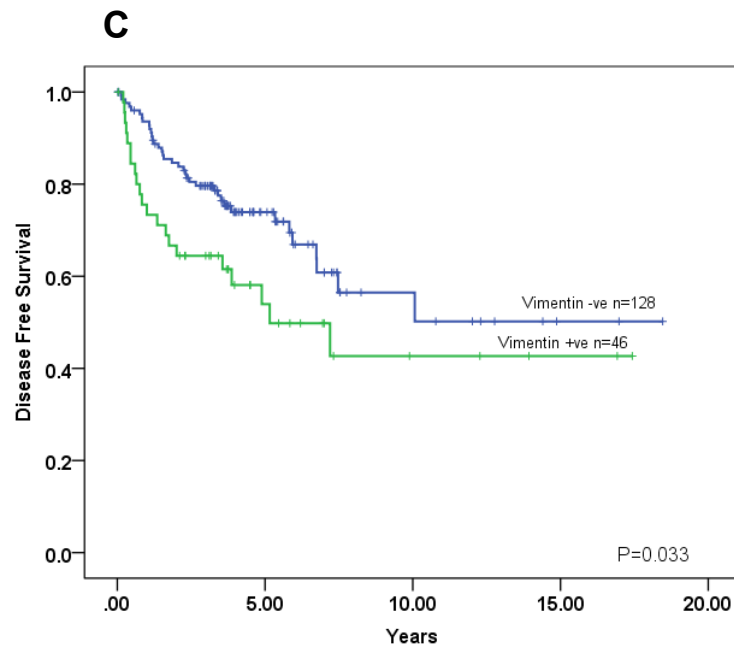 C
1.0
0.8
0.6
0.4
0.2
0.0
Disease Free Survival
Vimentin -ve n=128
Vimentin +ve n=46
P=0.033
.00
5.00
10.00
15.00
20.00
Years